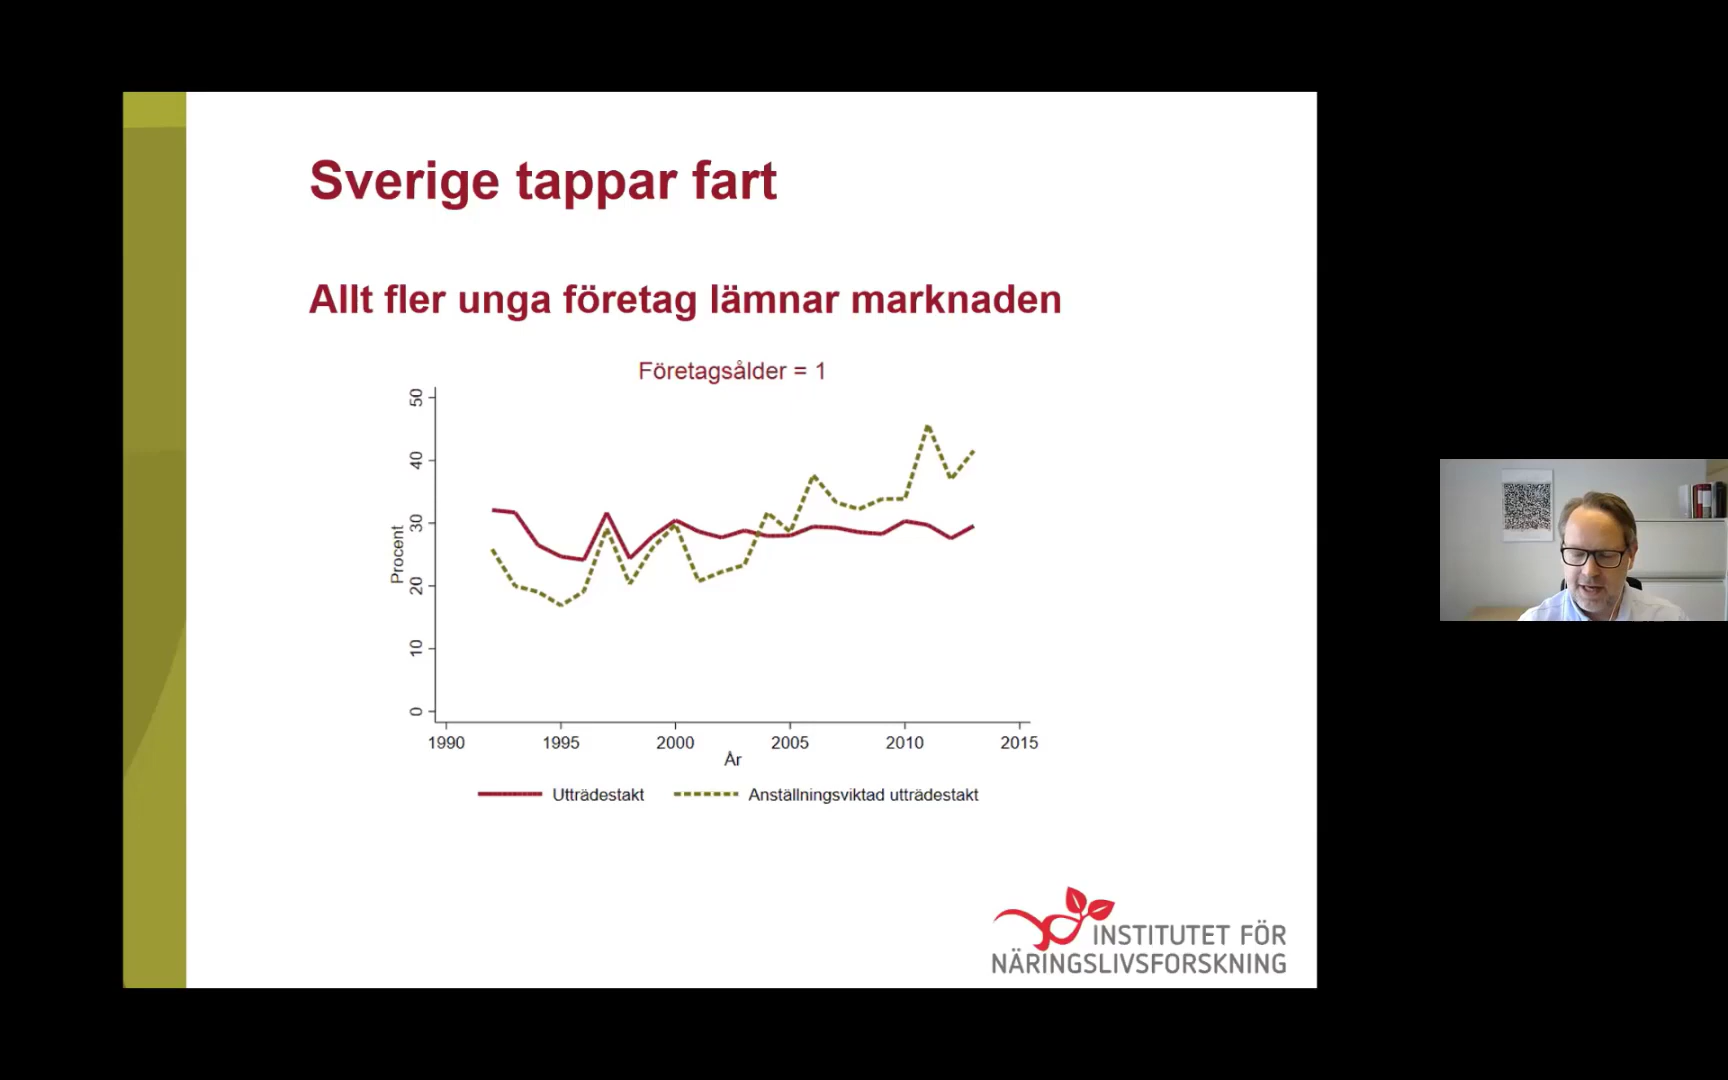 Sverige tappar fart
Allt fler unga företag lämnar marknaden
Företagsålder = 1
50
40
30
20
10
0
Procent
1990 1995 2000 2005 2010 2015
År
Utträdestakt Anställningsviktad utträdestakt
INSTITUTET FÖR
NÄRINGSLIVSFORSKNING